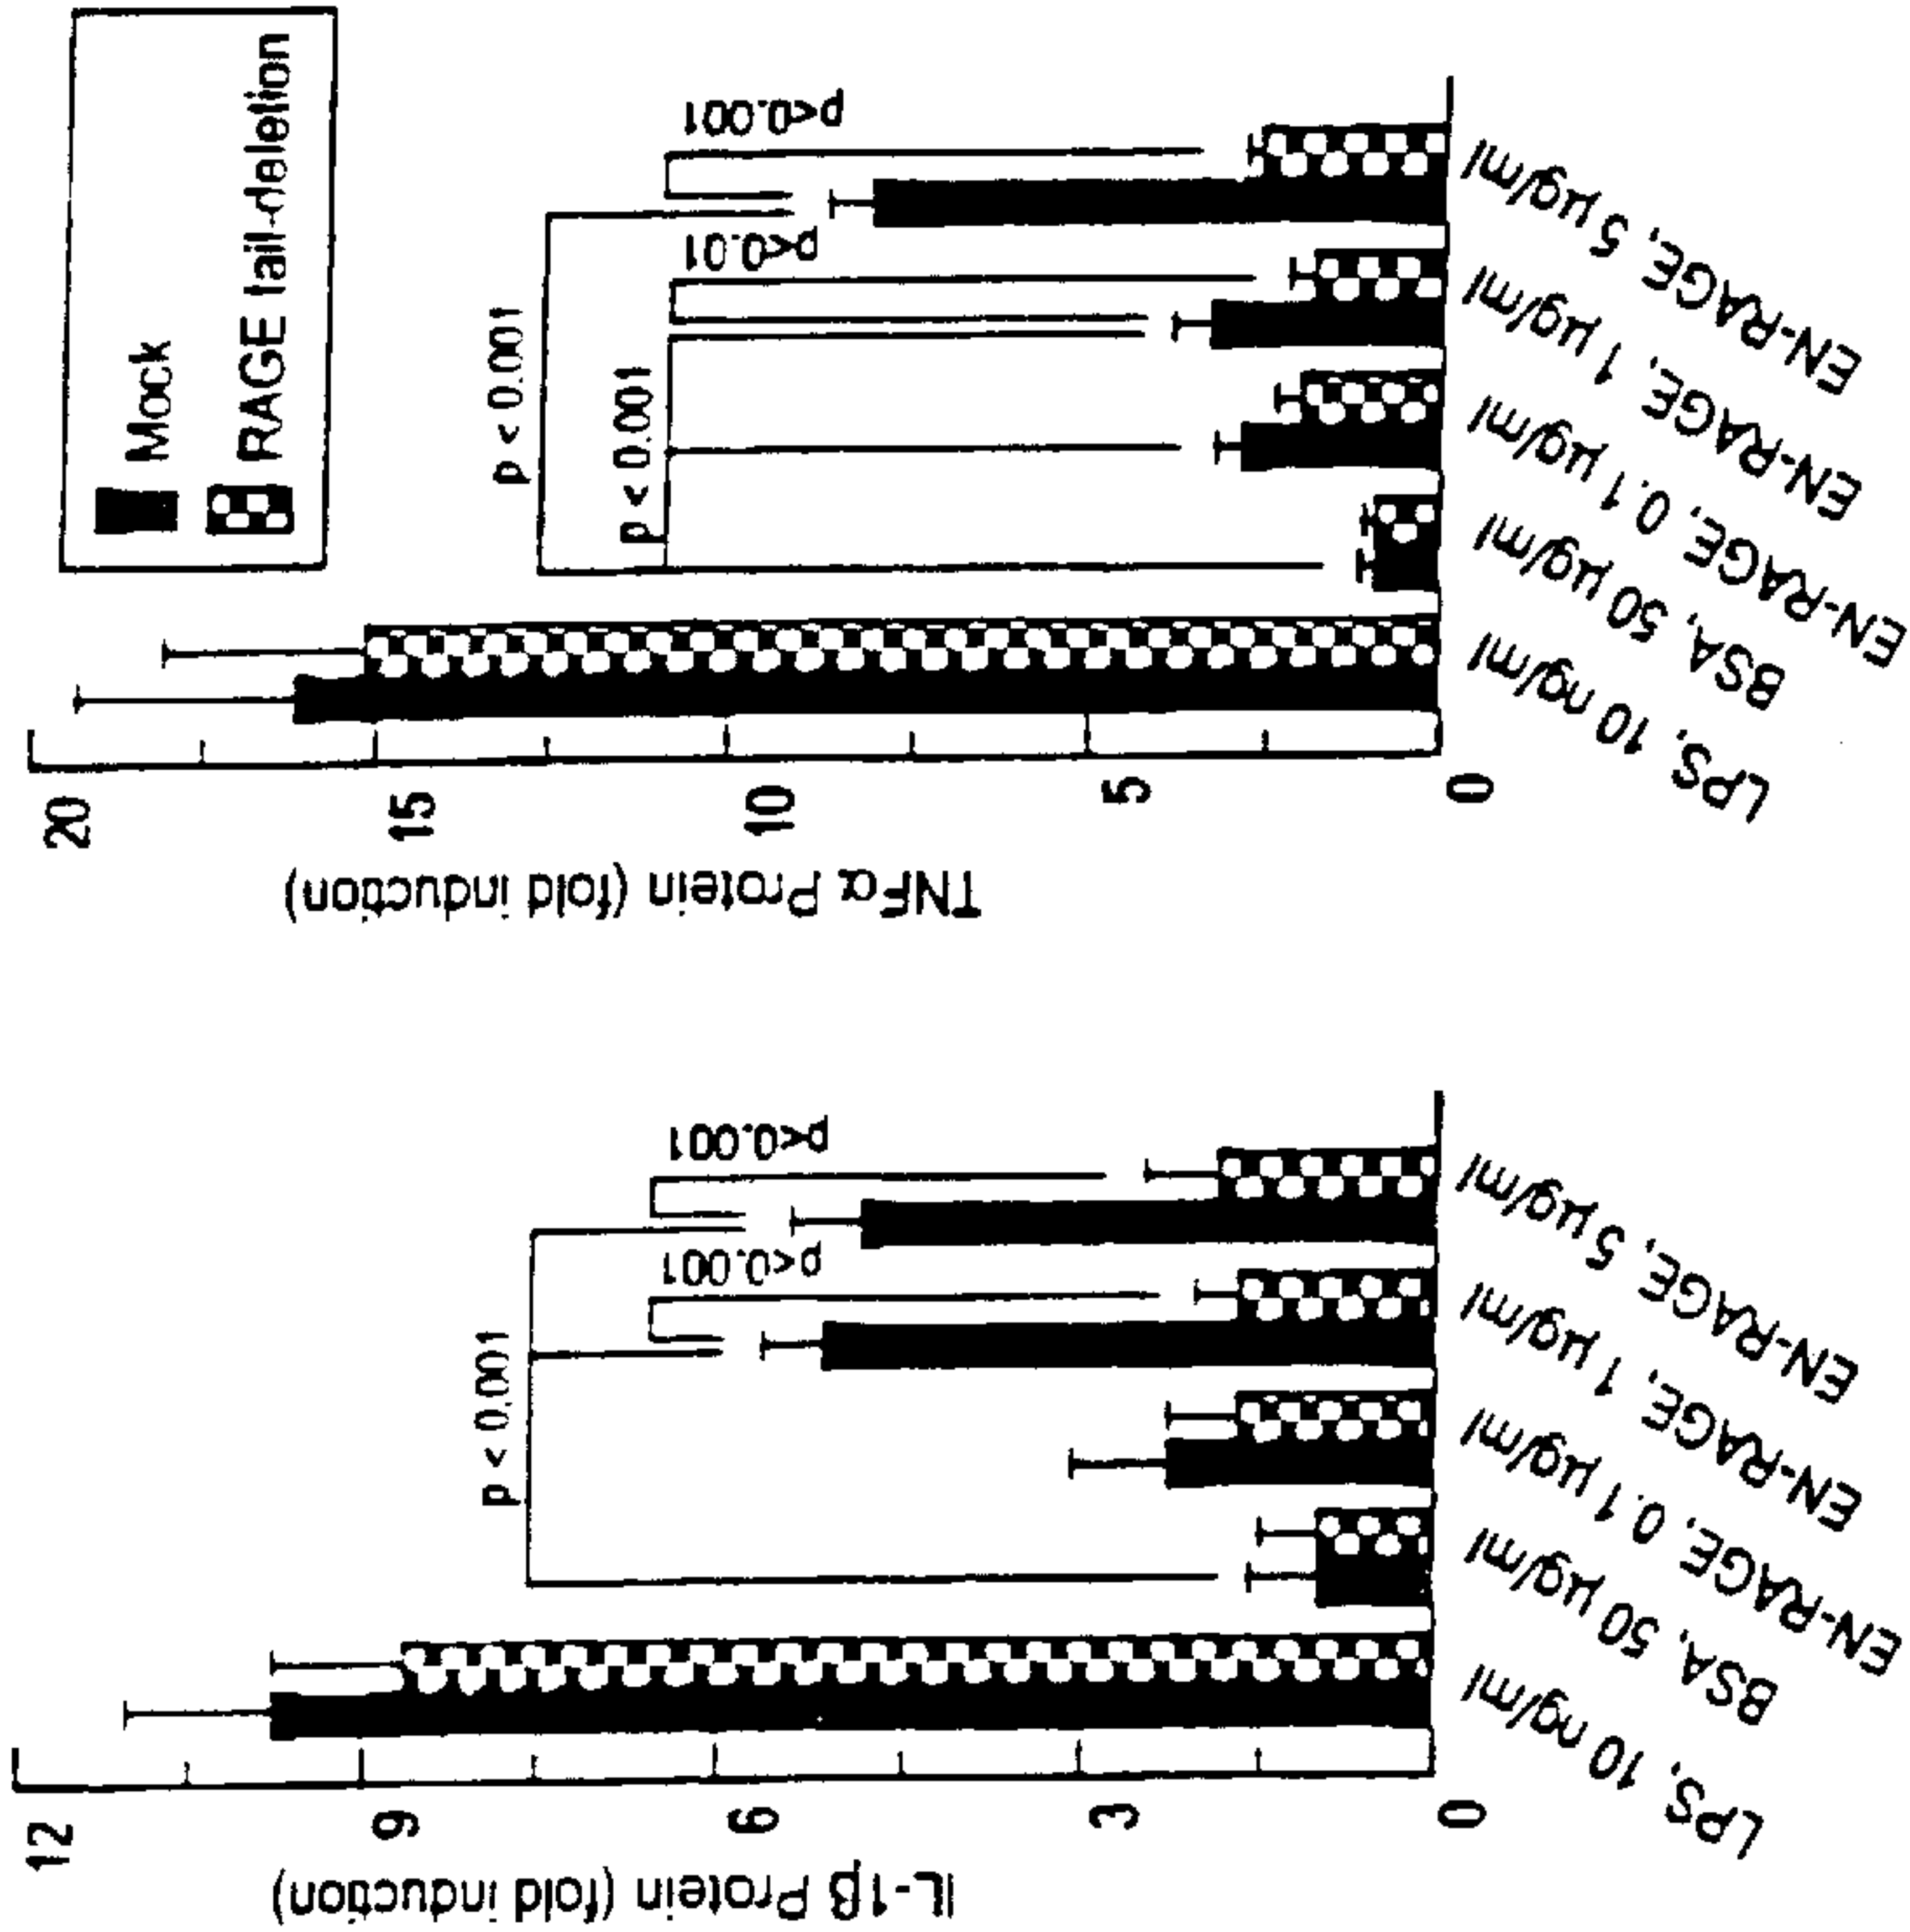 IL-1β Protein (fold induction)
12
9
6
3
0
p < 0.001
p<0.001
p<0.001
LPS, 10 ng/ml
BSA, 50 µg/ml
EN-RAGE, 0.1 µg/ml
EN-RAGE, 1 µg/ml
EN-RAGE, 5 µg/ml
TNFα Protein (fold induction)
20
15
10
5
0
Mock
RAGE tail-deletion
p < 0.001
p < 0.001
p<0.01
p<0.001
LPS, 10 ng/ml
BSA, 50 µg/ml
EN-RAGE, 0.1 µg/ml
EN-RAGE, 1 µg/ml
EN-RAGE, 5 µg/ml